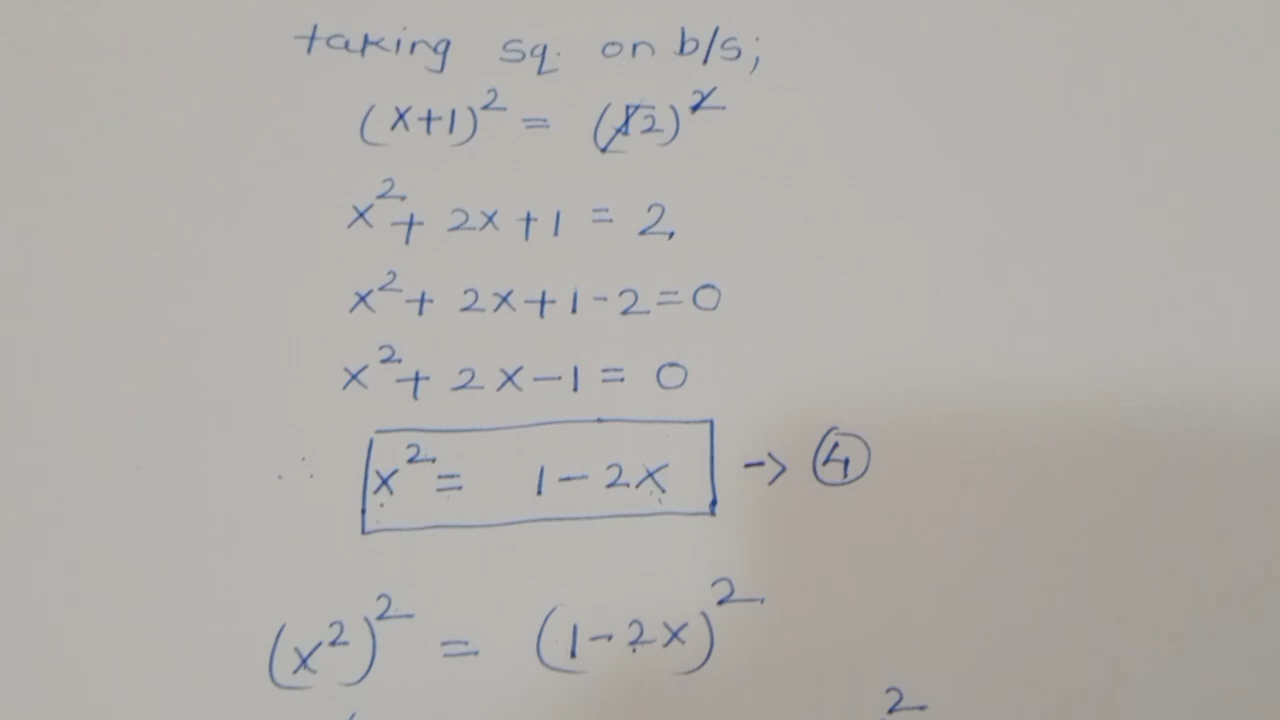 taking sq. on b/s;
(x+1)² = (√2)²
x² + 2x + 1 = 2,
x² + 2x + 1 - 2 = 0
x² + 2x - 1 = 0
∴ x² = 1 - 2x → ④
(x²)² = (1 - 2x)²
2